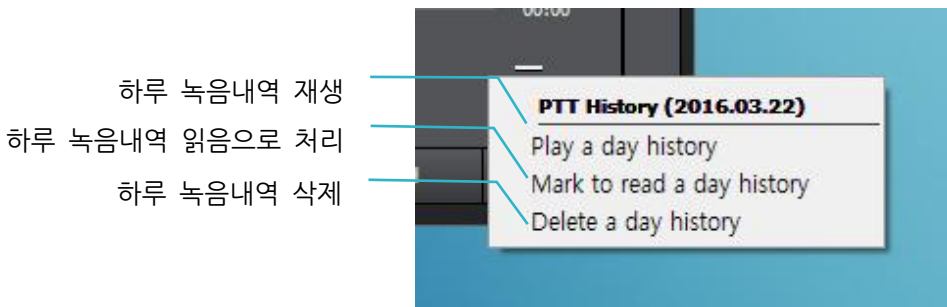 00:00
하루 녹음내역 재생
하루 녹음내역 읽음으로 처리
하루 녹음내역 삭제
PTT History (2016.03.22)
Play a day history
Mark to read a day history
Delete a day history